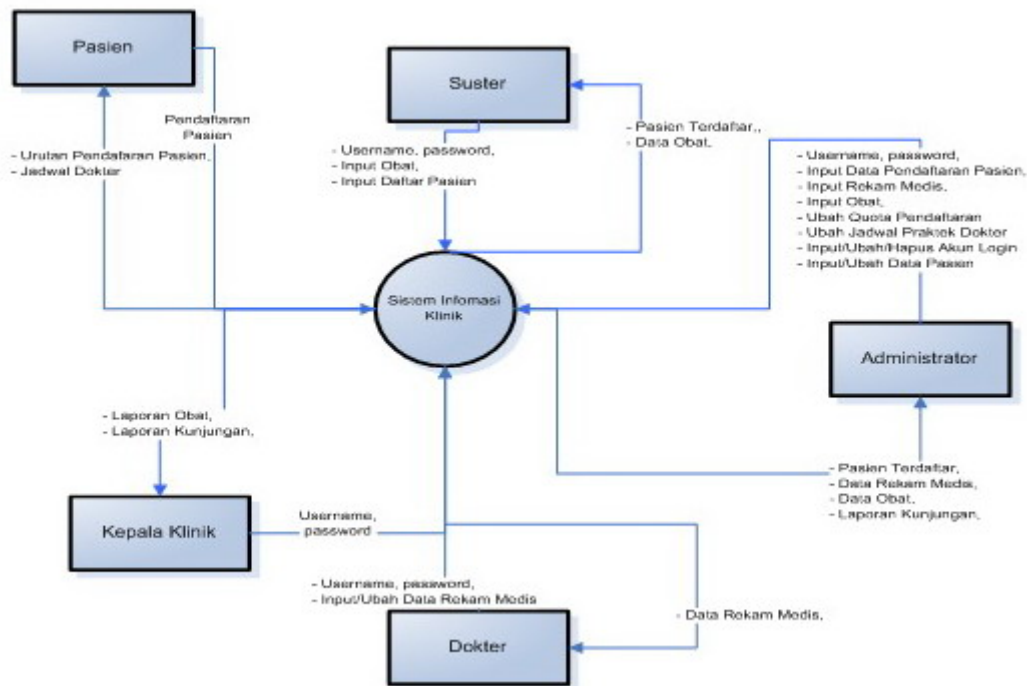 Pasien
Suster
Pendaftaran
Pasien
- Urutan Pendafaran Pasien,
- Jadwal Dokter
- Username, password,
- Input Obat,
- Input Daftar Pasien
- Pasien Terdaftar,,
- Data Obat,
- Username, password,
- Input Data Pendaftaran Pasien,
- Input Rekam Medis,
- Input Obat,
- Ubah Quota Pendaftaran
- Ubah Jadwal Praktek Dokter
- Input/Ubah/Hapus Akun Login
- Input/Ubah Data Pasien
Sistem Infomasi
Klinik
Administrator
- Laporan Obat,
- Laporan Kunjungan,
- Pasien Terdaftar,
- Data Rekam Medis,
- Data Obat,
- Laporan Kunjungan,
Kepala Klinik
Username,
password
- Username, password,
- Input/Ubah Data Rekam Medis
- Data Rekam Medis,
Dokter